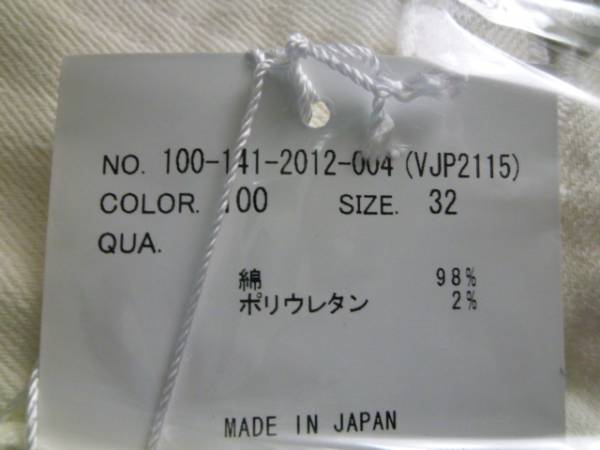 NO. 100-141-2012-004 (VJP2115)
COLOR. 100 SIZE. 32
QUA.
綿 98%
ポリウレタン 2%
MADE IN JAPAN